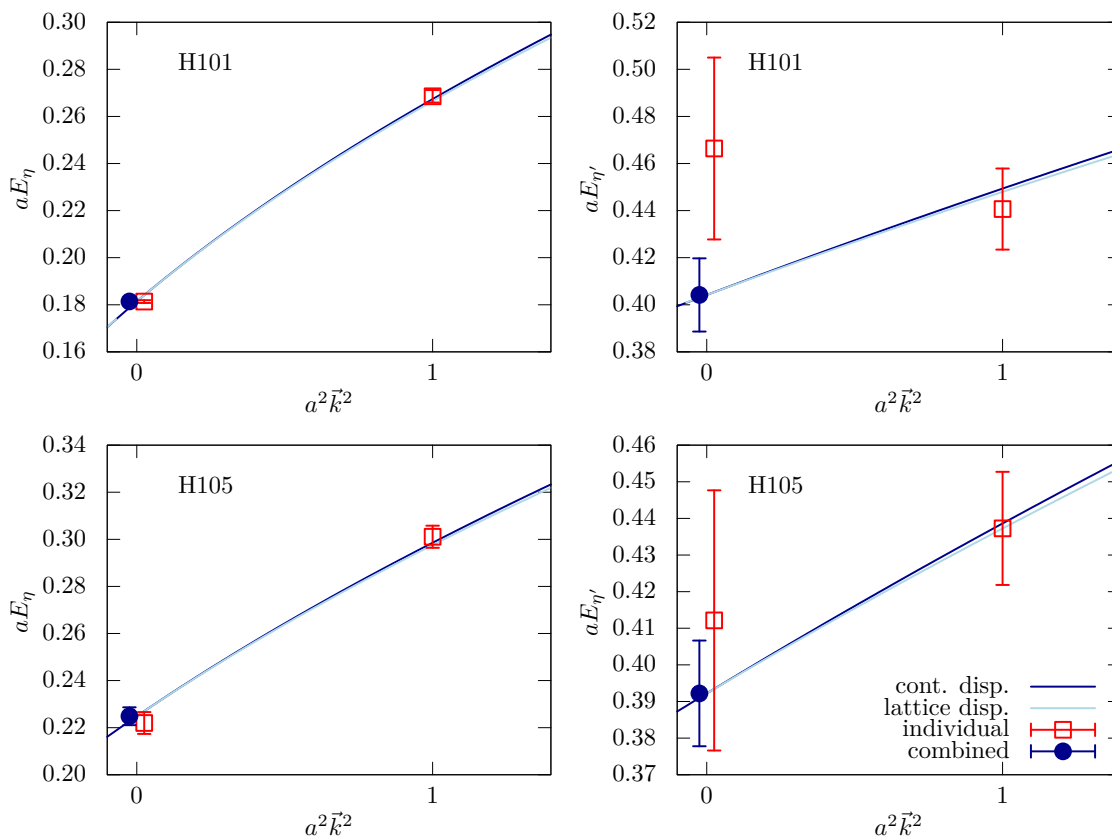 0.30
0.28
0.26
0.24
0.22
0.20
0.18
0.16
aE_η
H101
0 1
a²k⃗²
0.52
0.50
0.48
0.46
0.44
0.42
0.40
0.38
aE_η′
H101
0 1
a²k⃗²
0.34
0.32
0.30
0.28
0.26
0.24
0.22
0.20
aE_η
H105
0 1
a²k⃗²
0.46
0.45
0.44
0.43
0.42
0.41
0.40
0.39
0.38
0.37
aE_η′
H105
cont. disp.
lattice disp.
individual
combined
0 1
a²k⃗²